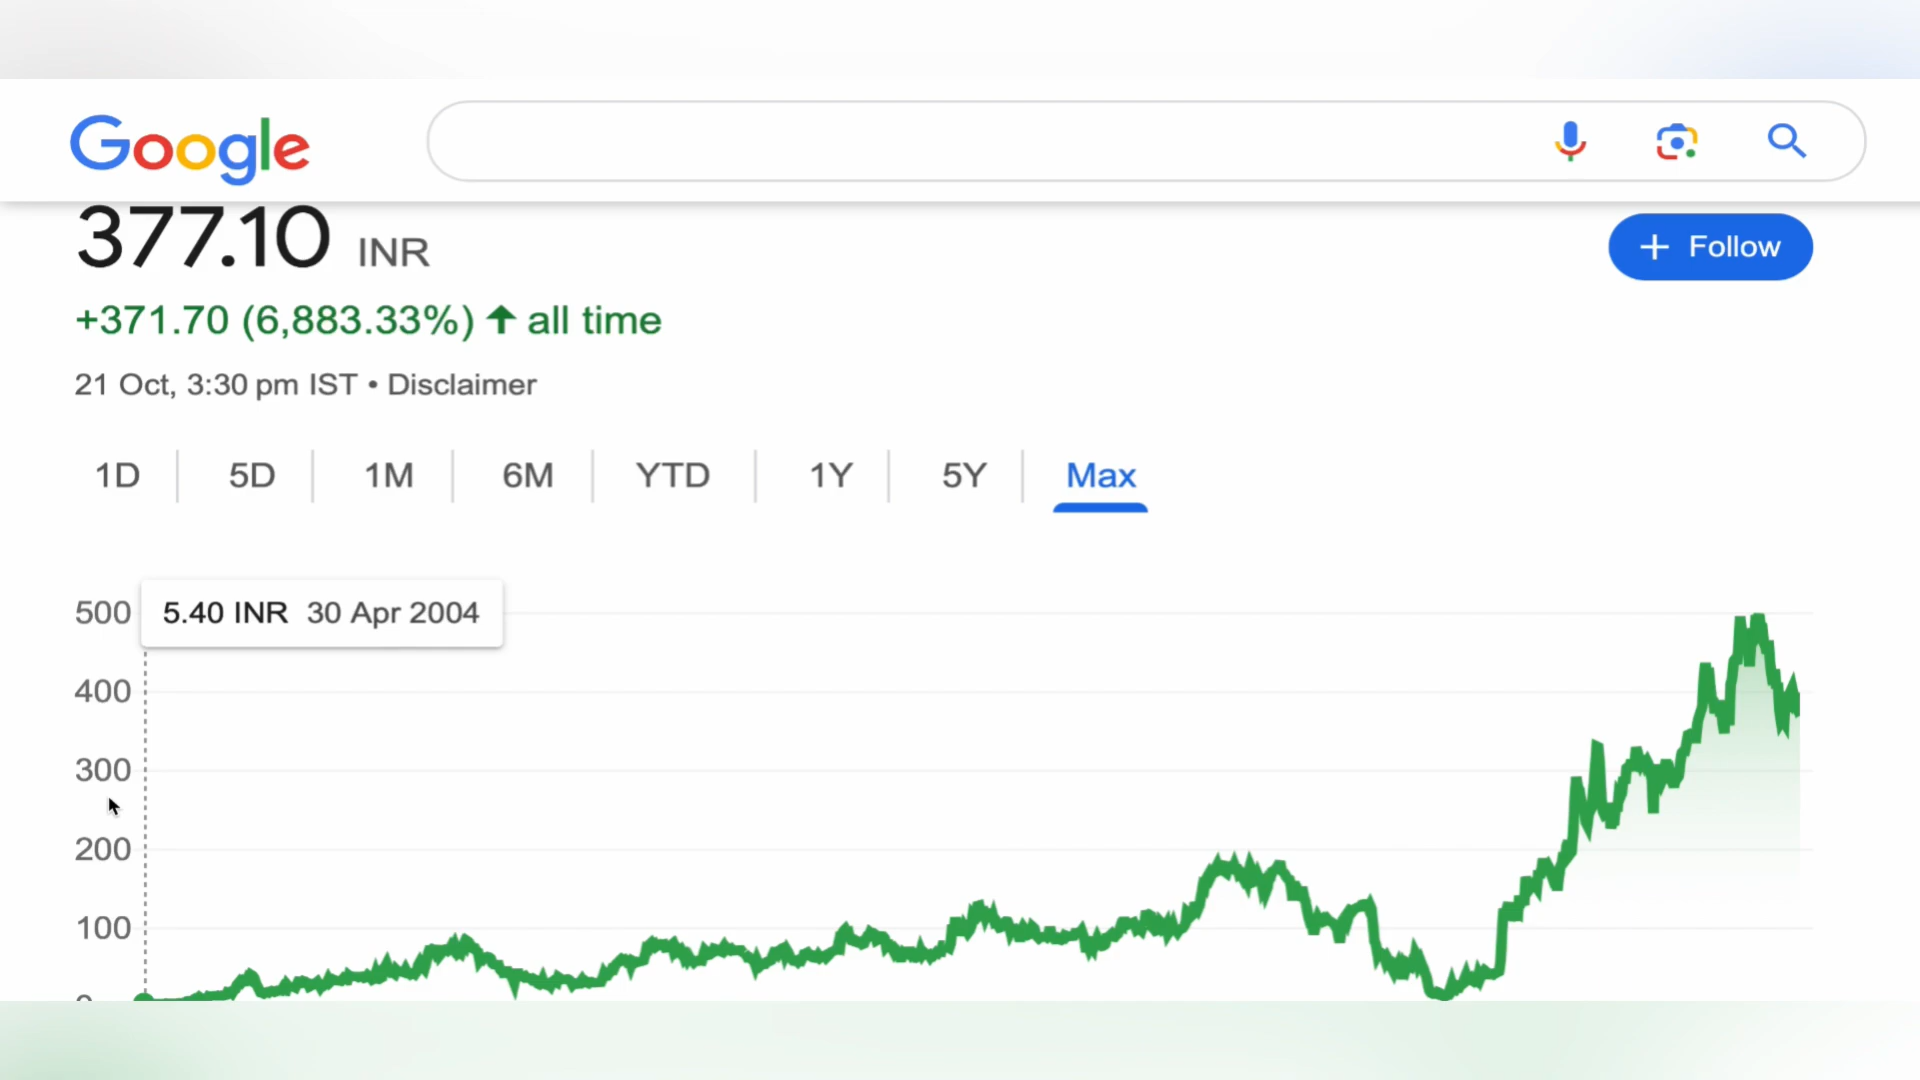 Google
377.10 INR
+ Follow
+371.70 (6,883.33%) ↑ all time
21 Oct, 3:30 pm IST • Disclaimer
1D 5D 1M 6M YTD 1Y 5Y Max
500
5.40 INR 30 Apr 2004
400
300
200
100
0